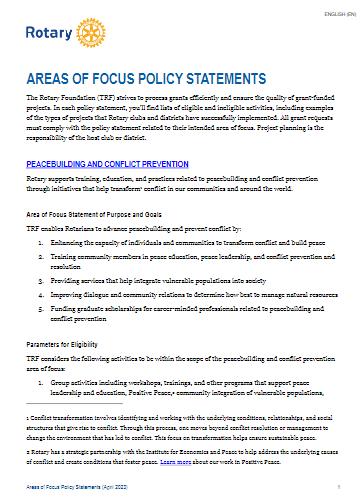 ENGLISH (EN)
Rotary
AREAS OF FOCUS POLICY STATEMENTS
The Rotary Foundation (TRF) strives to process grants efficiently and ensure the quality of grant-funded
projects. In each policy statement, you'll find lists of eligible and ineligible activities, including examples
of the types of projects that Rotary clubs and districts have successfully implemented. All grant requests
must comply with the policy statement related to their intended area of focus. Project planning is the
responsibility of the host club or district.
PEACEBUILDING AND CONFLICT PREVENTION
Rotary supports training, education, and practices related to peacebuilding and conflict prevention
through initiatives that help transform¹ conflict in our communities and around the world.
Area of Focus Statement of Purpose and Goals
TRF enables Rotarians to advance peacebuilding and prevent conflict by:
1. Enhancing the capacity of individuals and communities to transform conflict and build peace
2. Training community members in peace education, peace leadership, and conflict prevention and
resolution
3. Providing services that help integrate vulnerable populations into society
4. Improving dialogue and community relations to determine how best to manage natural resources
5. Funding graduate scholarships for career-minded professionals related to peacebuilding and
conflict prevention
Parameters for Eligibility
TRF considers the following activities to be within the scope of the peacebuilding and conflict prevention
area of focus:
1. Group activities including workshops, trainings, and other programs that support peace
leadership and education, Positive Peace,² community integration of vulnerable populations,
1 Conflict transformation involves identifying and working with the underlying conditions, relationships, and social
structures that give rise to conflict. Through this process, one moves beyond conflict resolution or management to
change the environment that has led to conflict. This focus on transformation helps ensure sustainable peace.
2 Rotary has a strategic partnership with the Institute for Economics and Peace to help address the underlying causes
of conflict and create conditions that foster peace. Learn more about our work in Positive Peace.
Areas of Focus Policy Statements (April 2023)
1